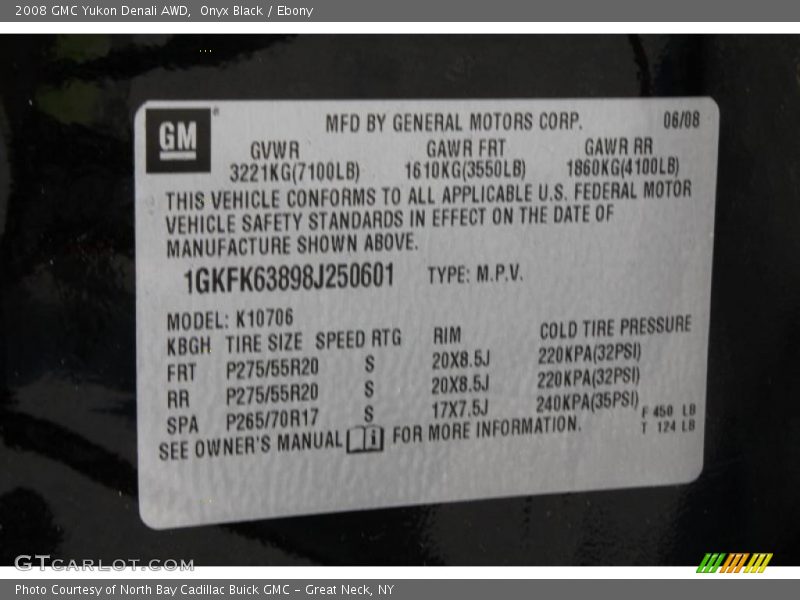 2008 GMC Yukon Denali AWD,  Onyx Black / Ebony
GM
MFD BY GENERAL MOTORS CORP. 06/08
GVWR GAWR FRT GAWR RR
3221KG(7100LB) 1610KG(3550LB) 1860KG(4100LB)
THIS VEHICLE CONFORMS TO ALL APPLICABLE U.S. FEDERAL MOTOR
VEHICLE SAFETY STANDARDS IN EFFECT ON THE DATE OF
MANUFACTURE SHOWN ABOVE.
1GKFK63898J250601 TYPE: M.P.V.
MODEL: K10706
KBGH TIRE SIZE SPEED RTG RIM COLD TIRE PRESSURE
FRT P275/55R20 S 20X8.5J 220KPA(32PSI)
RR P275/55R20 S 20X8.5J 220KPA(32PSI)
SPA P265/70R17 S 17X7.5J 240KPA(35PSI)
F 450 LB
T 124 LB
SEE OWNER'S MANUAL i FOR MORE INFORMATION.
GTCARLOT.COM
Photo Courtesy of North Bay Cadillac Buick GMC - Great Neck, NY